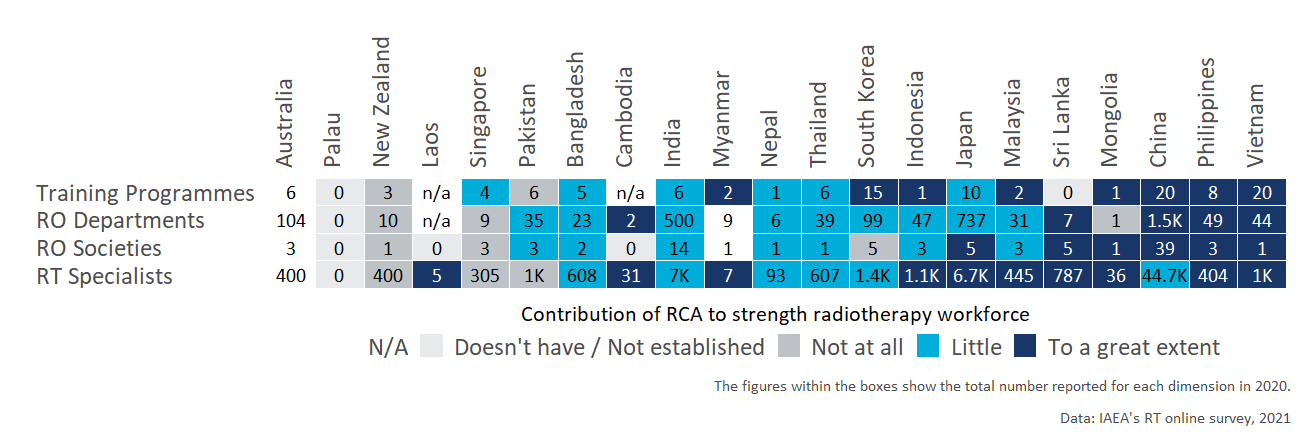 Australia Palau New Zealand Laos Singapore Pakistan Bangladesh Cambodia India Myanmar Nepal Thailand South Korea Indonesia Japan Malaysia Sri Lanka Mongolia China Philippines Vietnam
Training Programmes 6 0 3 n/a 4 6 5 n/a 6 2 1 6 15 1 10 2 0 1 20 8 20
RO Departments 104 0 10 n/a 9 35 23 2 500 9 6 39 99 47 737 31 7 1 1.5K 49 44
RO Societies 3 0 1 0 3 3 2 0 14 1 1 1 5 3 5 3 5 1 39 3 1
RT Specialists 400 0 400 5 305 1K 608 31 7K 7 93 607 1.4K 1.1K 6.7K 445 787 36 44.7K 404 1K
Contribution of RCA to strength radiotherapy workforce
N/A Doesn't have / Not established Not at all Little To a great extent
The figures within the boxes show the total number reported for each dimension in 2020.
Data: IAEA's RT online survey, 2021